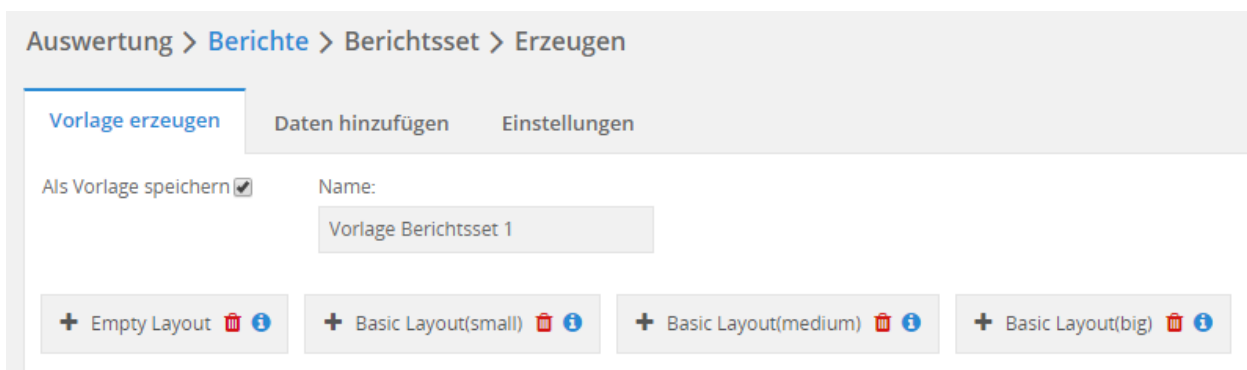 Auswertung > Berichte > Berichtsset > Erzeugen
Vorlage erzeugen Daten hinzufügen Einstellungen
Als Vorlage speichern Name:
Vorlage Berichtsset 1
+ Empty Layout + Basic Layout(small) + Basic Layout(medium) + Basic Layout(big)